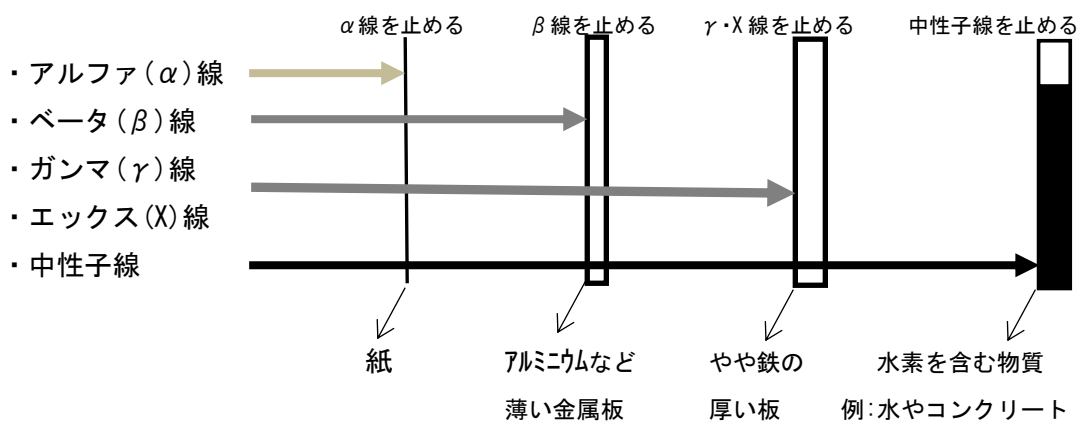 α線を止める
β線を止める
γ・X線を止める
中性子線を止める
・アルファ(α)線
・ベータ(β)線
・ガンマ(γ)線
・エックス(X)線
・中性子線
紙
ｱﾙﾐﾆｳﾑなど
薄い金属板
やや鉄の
厚い板
水素を含む物質
例:水やコンクリート